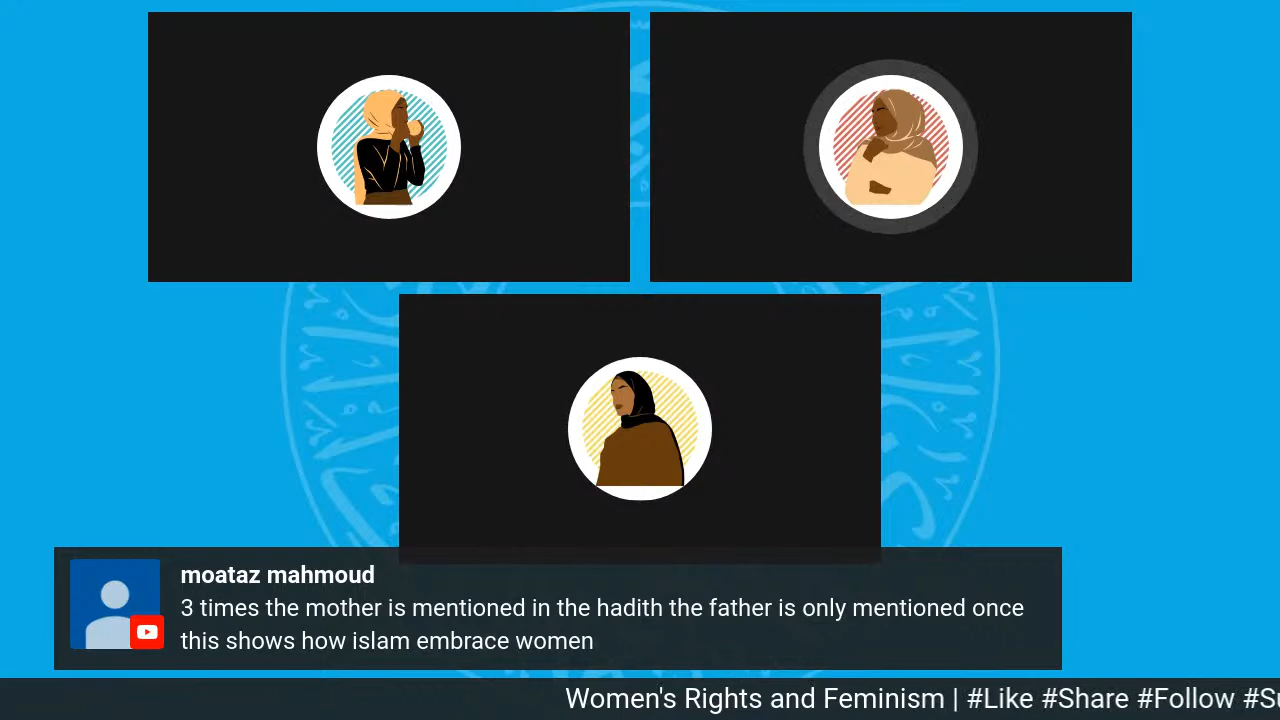 moataz mahmoud
3 times the mother is mentioned in the hadith the father is only mentioned once
this shows how islam embrace women
Women's Rights and Feminism | #Like #Share #Follow #Su